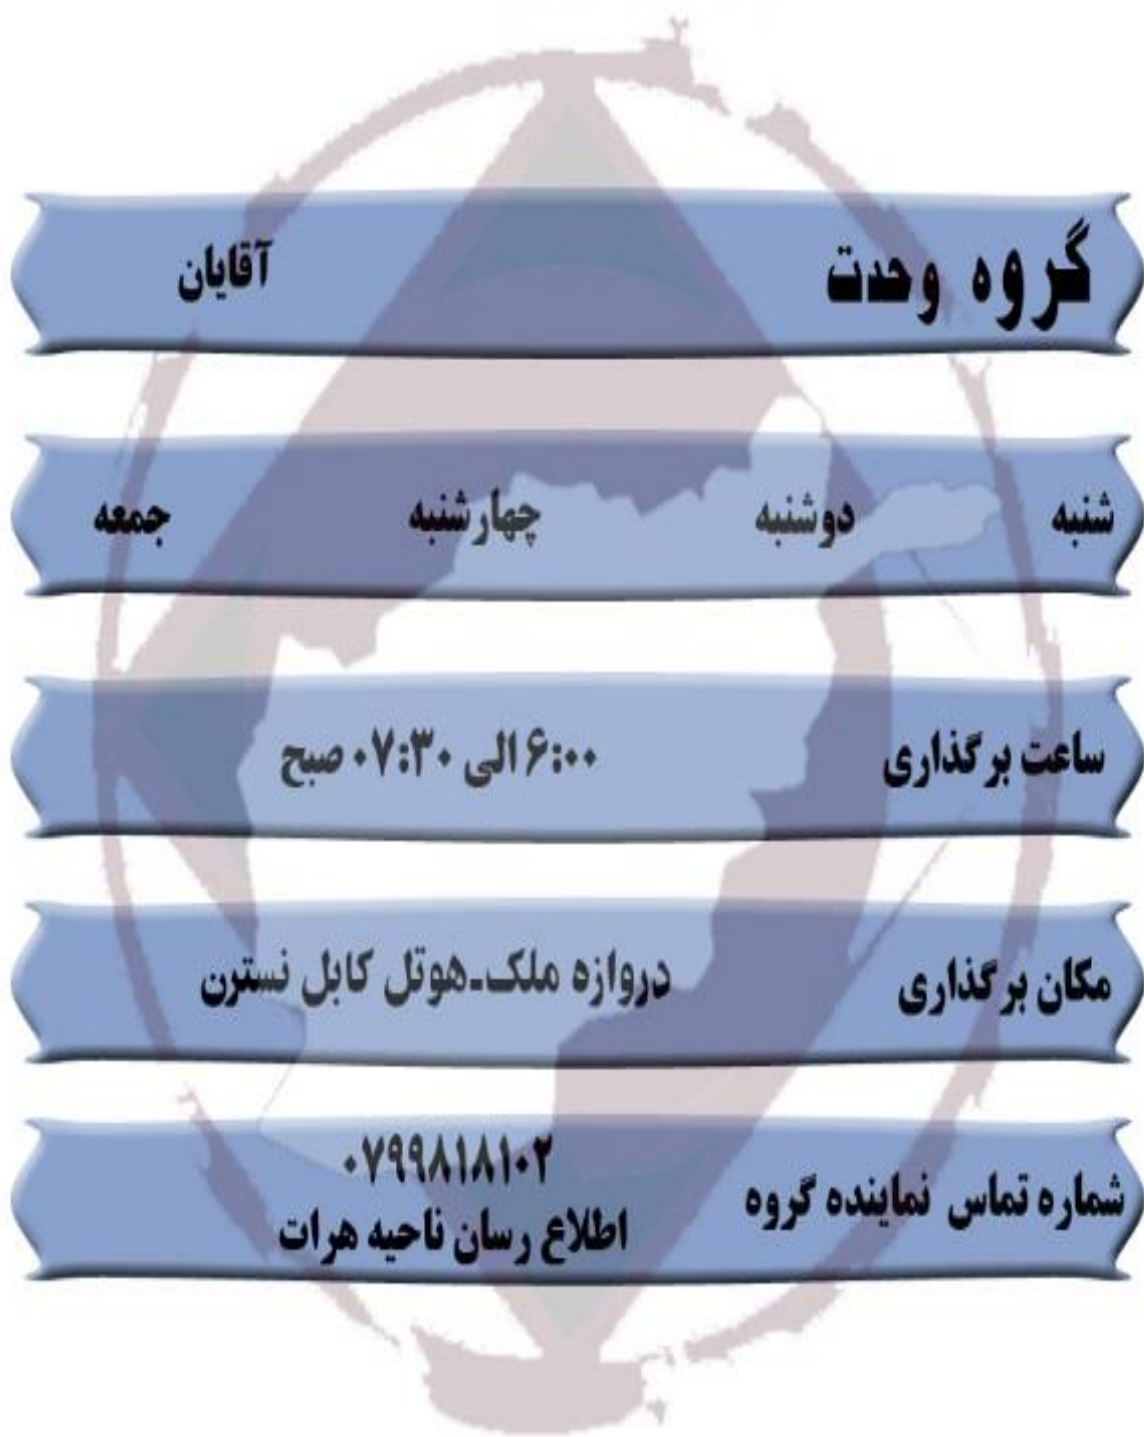 گروه وحدت آقایان
شنبه دوشنبه چهارشنبه جمعه
ساعت برگذاری ۶:۰۰ الی ۰۷:۳۰ صبح
مکان برگذاری دروازه ملک-هوتل کابل نسترن
شماره تماس نماینده گروه ۰۷۹۹۸۱۸۱۰۲
اطلاع رسان ناحیه هرات